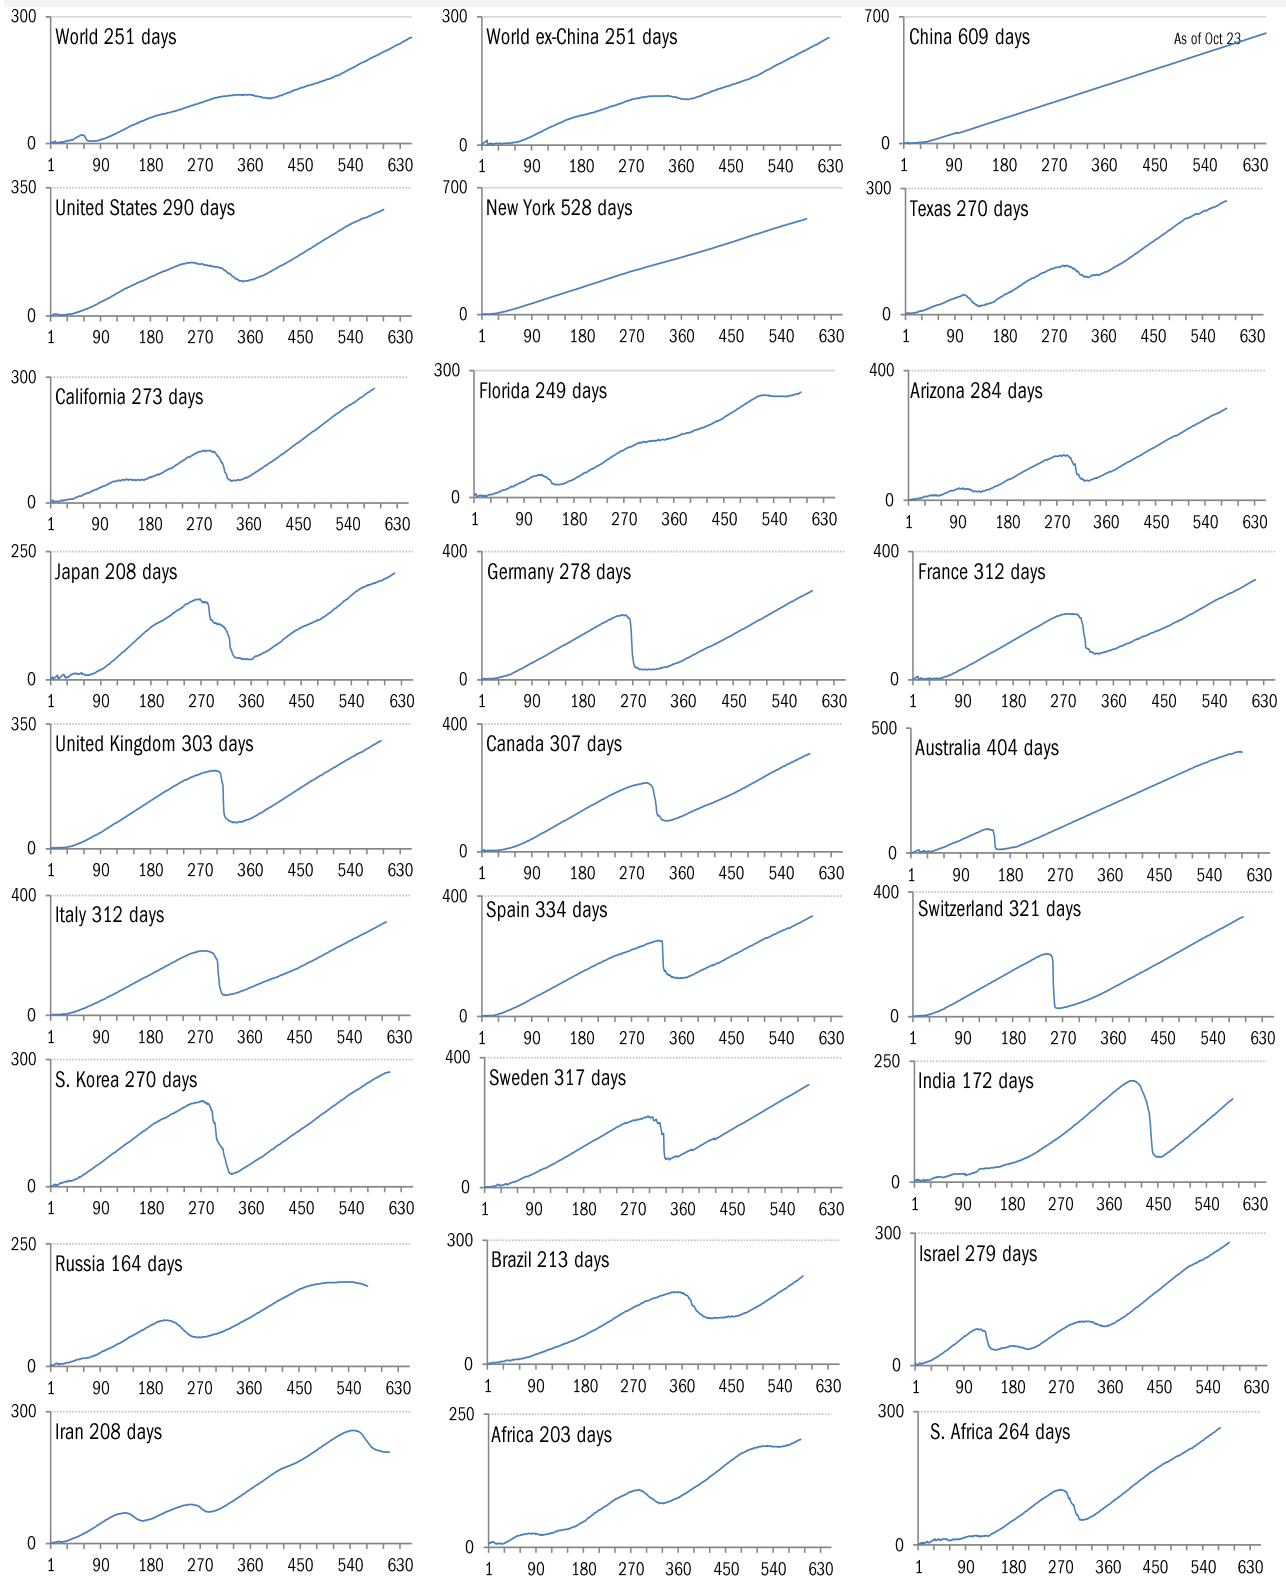 300
World 251 days
0
1 90 180 270 360 450 540 630
300
World ex-China 251 days
0
1 90 180 270 360 450 540 630
700
China 609 days
As of Oct 23
0
1 90 180 270 360 450 540 630
350
United States 290 days
0
1 90 180 270 360 450 540 630
700
New York 528 days
0
1 90 180 270 360 450 540 630
300
Texas 270 days
0
1 90 180 270 360 450 540 630
300
California 273 days
0
1 90 180 270 360 450 540 630
300
Florida 249 days
0
1 90 180 270 360 450 540 630
400
Arizona 284 days
0
1 90 180 270 360 450 540 630
250
Japan 208 days
0
1 90 180 270 360 450 540 630
400
Germany 278 days
0
1 90 180 270 360 450 540 630
400
France 312 days
0
1 90 180 270 360 450 540 630
350
United Kingdom 303 days
0
1 90 180 270 360 450 540 630
400
Canada 307 days
0
1 90 180 270 360 450 540 630
500
Australia 404 days
0
1 90 180 270 360 450 540 630
400
Italy 312 days
0
1 90 180 270 360 450 540 630
400
Spain 334 days
0
1 90 180 270 360 450 540 630
400
Switzerland 321 days
0
1 90 180 270 360 450 540 630
300
S. Korea 270 days
0
1 90 180 270 360 450 540 630
400
Sweden 317 days
0
1 90 180 270 360 450 540 630
250
India 172 days
0
1 90 180 270 360 450 540 630
250
Russia 164 days
0
1 90 180 270 360 450 540 630
300
Brazil 213 days
0
1 90 180 270 360 450 540 630
300
Israel 279 days
0
1 90 180 270 360 450 540 630
300
Iran 208 days
0
1 90 180 270 360 450 540 630
250
Africa 203 days
0
1 90 180 270 360 450 540 630
300
S. Africa 264 days
0
1 90 180 270 360 450 540 630